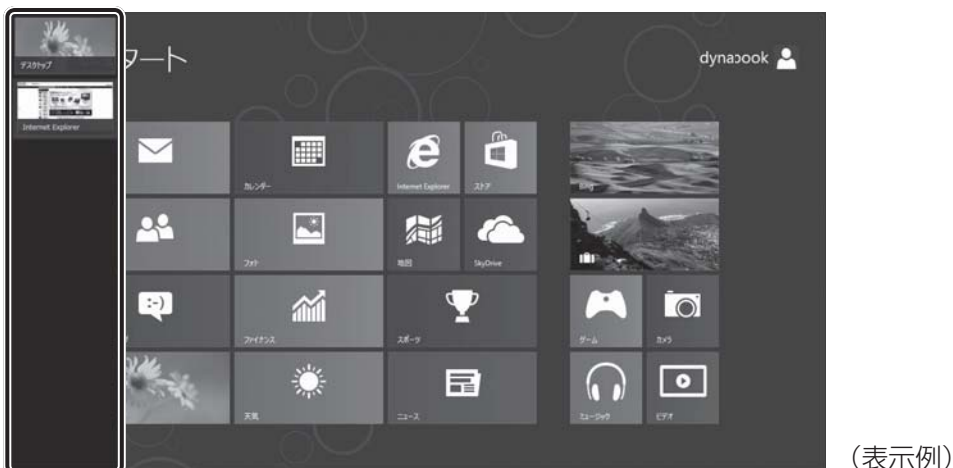 デスクトップ
Internet Explorer
タート
dynabook
カレンダー
Internet Explorer
ストア
Bing
フォト
地図
SkyDrive
:-)
ファイナンス
スポーツ
ゲーム
カメラ
天気
ニュース
ミュージック
ビデオ
（表示例）